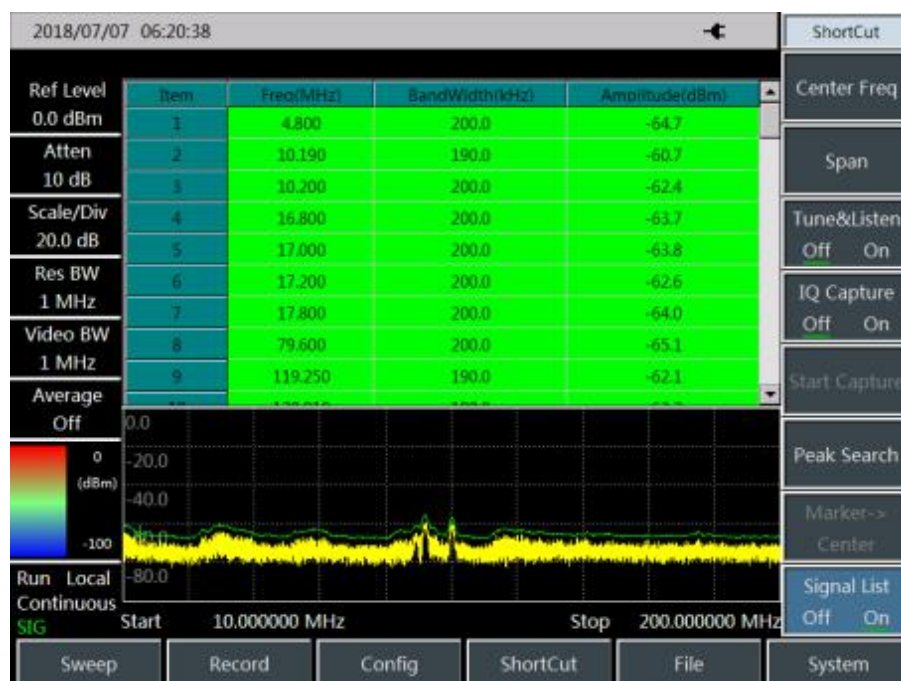 2018/07/07 06:20:38
ShortCut
Ref Level
0.0 dBm
Atten
10 dB
Scale/Div
20.0 dB
Res BW
1 MHz
Video BW
1 MHz
Average
Off
0
(dBm)
-100
Run Local
Continuous
SIG
Item Freq(MHz) BandWidth(kHz) Amplitude(dBm)
1 4.800 200.0 -64.7
2 10.190 190.0 -60.7
3 10.200 200.0 -62.4
4 16.800 200.0 -63.7
5 17.000 200.0 -63.8
6 17.200 200.0 -62.6
7 17.800 200.0 -64.0
8 79.600 200.0 -65.1
9 119.250 190.0 -62.1
0.0
-20.0
-40.0
-80.0
Start 10.000000 MHz Stop 200.000000 MHz
Center Freq
Span
Tune&Listen
Off On
IQ Capture
Off On
Start Capture
Peak Search
Marker->
Center
Signal List
Off On
Sweep Record Config ShortCut File System